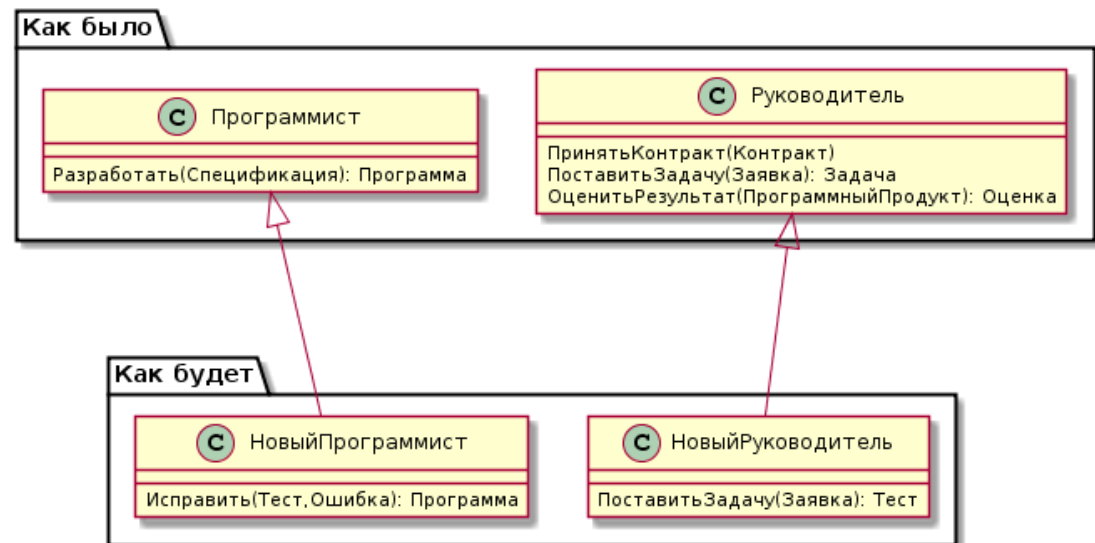 Как было
C Программист
Разработать(Спецификация): Программа
C Руководитель
ПринятьКонтракт(Контракт)
ПоставитьЗадачу(Заявка): Задача
ОценитьРезультат(ПрограммныйПродукт): Оценка
Как будет
C НовыйПрограммист
Исправить(Тест,Ошибка): Программа
C НовыйРуководитель
ПоставитьЗадачу(Заявка): Тест